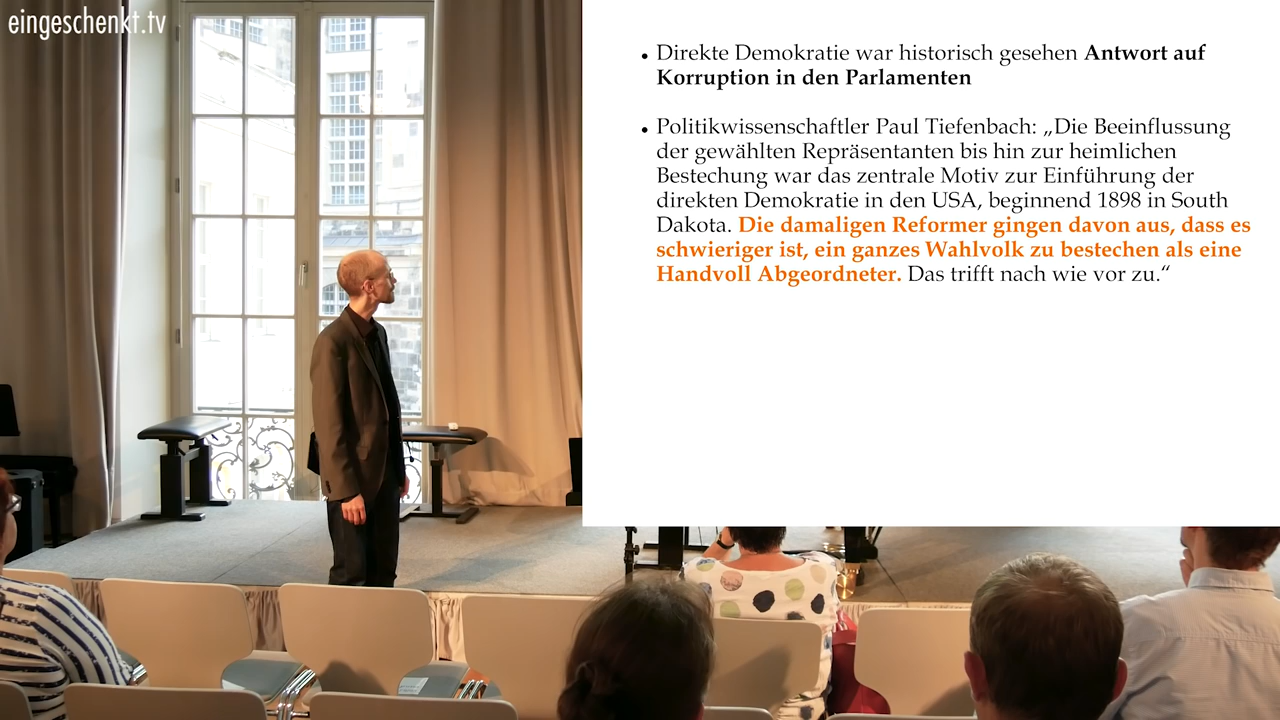 eingeschenkt.tv
• Direkte Demokratie war historisch gesehen Antwort auf
Korruption in den Parlamenten
• Politikwissenschaftler Paul Tiefenbach: „Die Beeinflussung
der gewählten Repräsentanten bis hin zur heimlichen
Bestechung war das zentrale Motiv zur Einführung der
direkten Demokratie in den USA, beginnend 1898 in South
Dakota. Die damaligen Reformer gingen davon aus, dass es
schwieriger ist, ein ganzes Wahlvolk zu bestechen als eine
Handvoll Abgeordneter. Das trifft nach wie vor zu.“